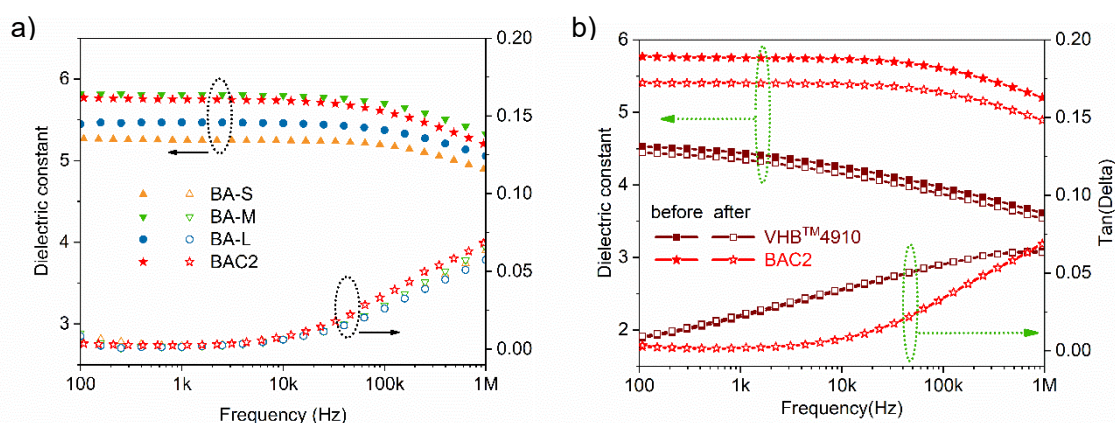 a)
Dielectric constant
6
5
4
3
0.20
0.15
0.10
0.05
0.00
BA-S
BA-M
BA-L
BAC2
100 1k 10k 100k 1M
Frequency (Hz)
b)
Dielectric constant
6
5
4
3
2
0.20
0.15
0.10
0.05
0.00
Tan(Delta)
before after
VHB™4910
BAC2
100 1k 10k 100k 1M
Frequency(Hz)